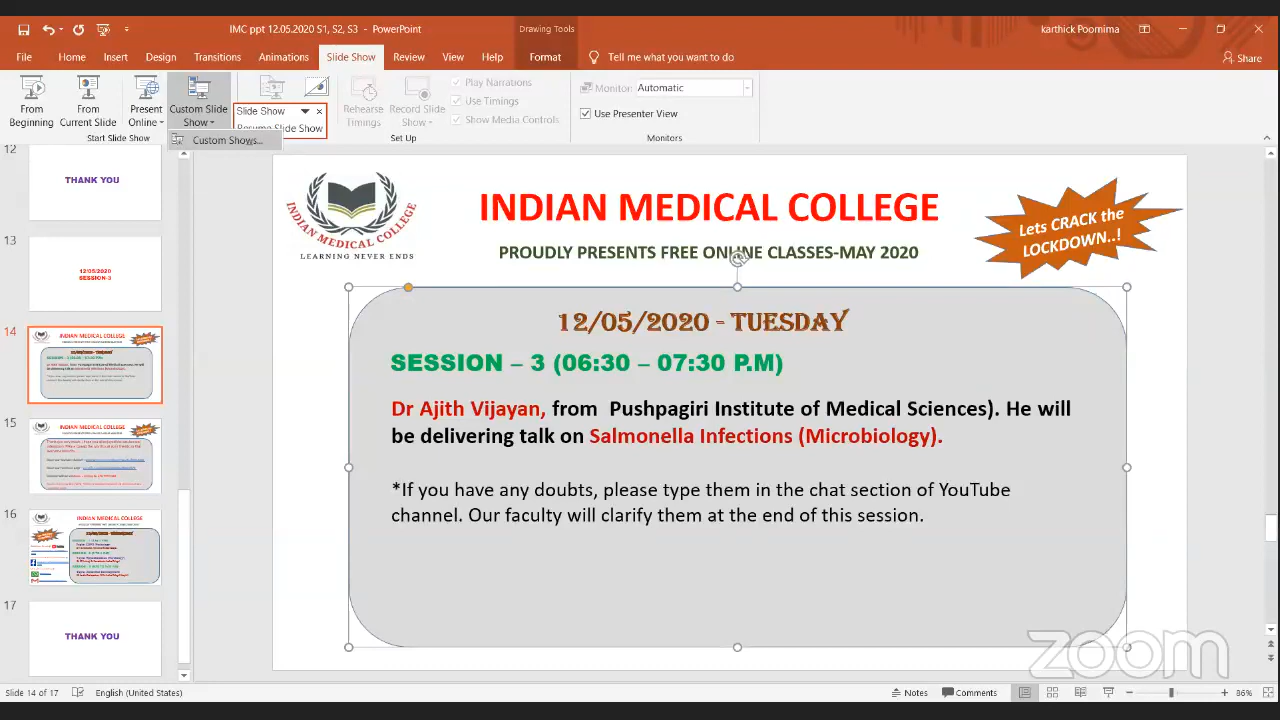 IMC ppt 12.05.2020 S1, S2, S3 - PowerPoint
Drawing Tools
karthick Poornima
File
Home
Insert
Design
Transitions
Animations
Slide Show
Review
View
Help
Format
Tell me what you want to do
Share
From Beginning
From Current Slide
Present Online
Custom Slide Show
Slide Show
Resume Slide Show
Custom Shows...
Rehearse Timings
Record Slide Show
Play Narrations
Use Timings
Show Media Controls
Monitor:
Automatic
Use Presenter View
Start Slide Show
Set Up
Monitors
12
THANK YOU
13
12/05/2020
SESSION-3
14
INDIAN MEDICAL COLLEGE
15
INDIAN MEDICAL COLLEGE
16
INDIAN MEDICAL COLLEGE
17
THANK YOU
INDIAN MEDICAL COLLEGE
LEARNING NEVER ENDS
INDIAN MEDICAL COLLEGE
PROUDLY PRESENTS FREE ONLINE CLASSES-MAY 2020
Lets CRACK the
LOCKDOWN..!
12/05/2020 - TUESDAY
SESSION – 3 (06:30 – 07:30 P.M)
Dr Ajith Vijayan, from Pushpagiri Institute of Medical Sciences). He will
be delivering talk on Salmonella Infections (Microbiology).
*If you have any doubts, please type them in the chat section of YouTube
channel. Our faculty will clarify them at the end of this session.
zoom
Slide 14 of 17
English (United States)
Notes
Comments
86%